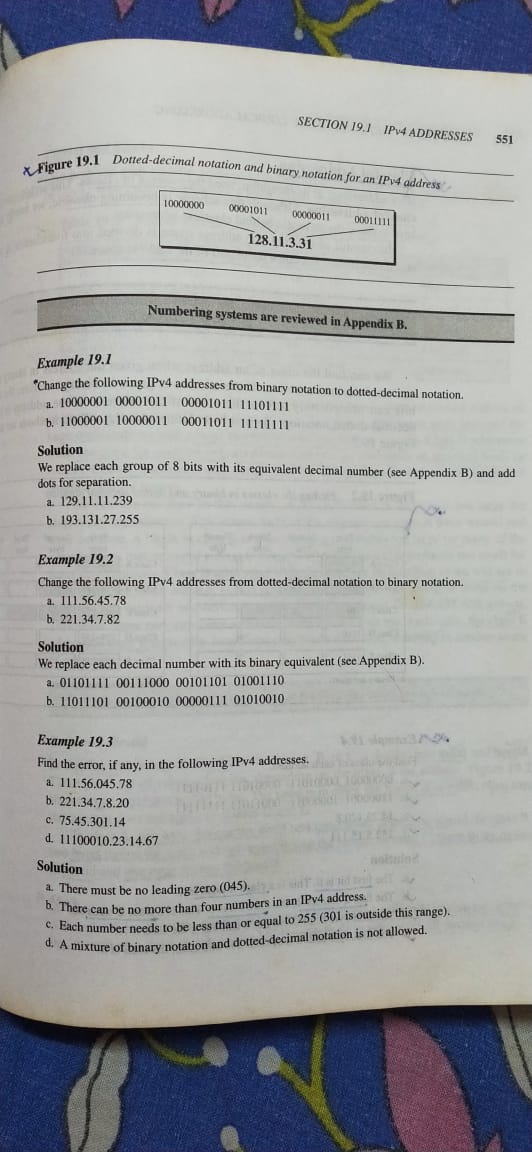 SECTION 19.1 IPv4 ADDRESSES 551
Figure 19.1 Dotted-decimal notation and binary notation for an IPv4 address
10000000 00001011 00000011 00011111
128.11.3.31
Numbering systems are reviewed in Appendix B.
Example 19.1
Change the following IPv4 addresses from binary notation to dotted-decimal notation.
a. 10000001 00001011 00001011 11101111
b. 11000001 10000011 00011011 11111111
Solution
We replace each group of 8 bits with its equivalent decimal number (see Appendix B) and add
dots for separation.
a. 129.11.11.239
b. 193.131.27.255
Example 19.2
Change the following IPv4 addresses from dotted-decimal notation to binary notation.
a. 111.56.45.78
b. 221.34.7.82
Solution
We replace each decimal number with its binary equivalent (see Appendix B).
a. 01101111 00111000 00101101 01001110
b. 11011101 00100010 00000111 01010010
Example 19.3
Find the error, if any, in the following IPv4 addresses.
a. 111.56.045.78
b. 221.34.7.8.20
c. 75.45.301.14
d. 11100010.23.14.67
Solution
a. There must be no leading zero (045).
b. There can be no more than four numbers in an IPv4 address.
c. Each number needs to be less than or equal to 255 (301 is outside this range).
d. A mixture of binary notation and dotted-decimal notation is not allowed.